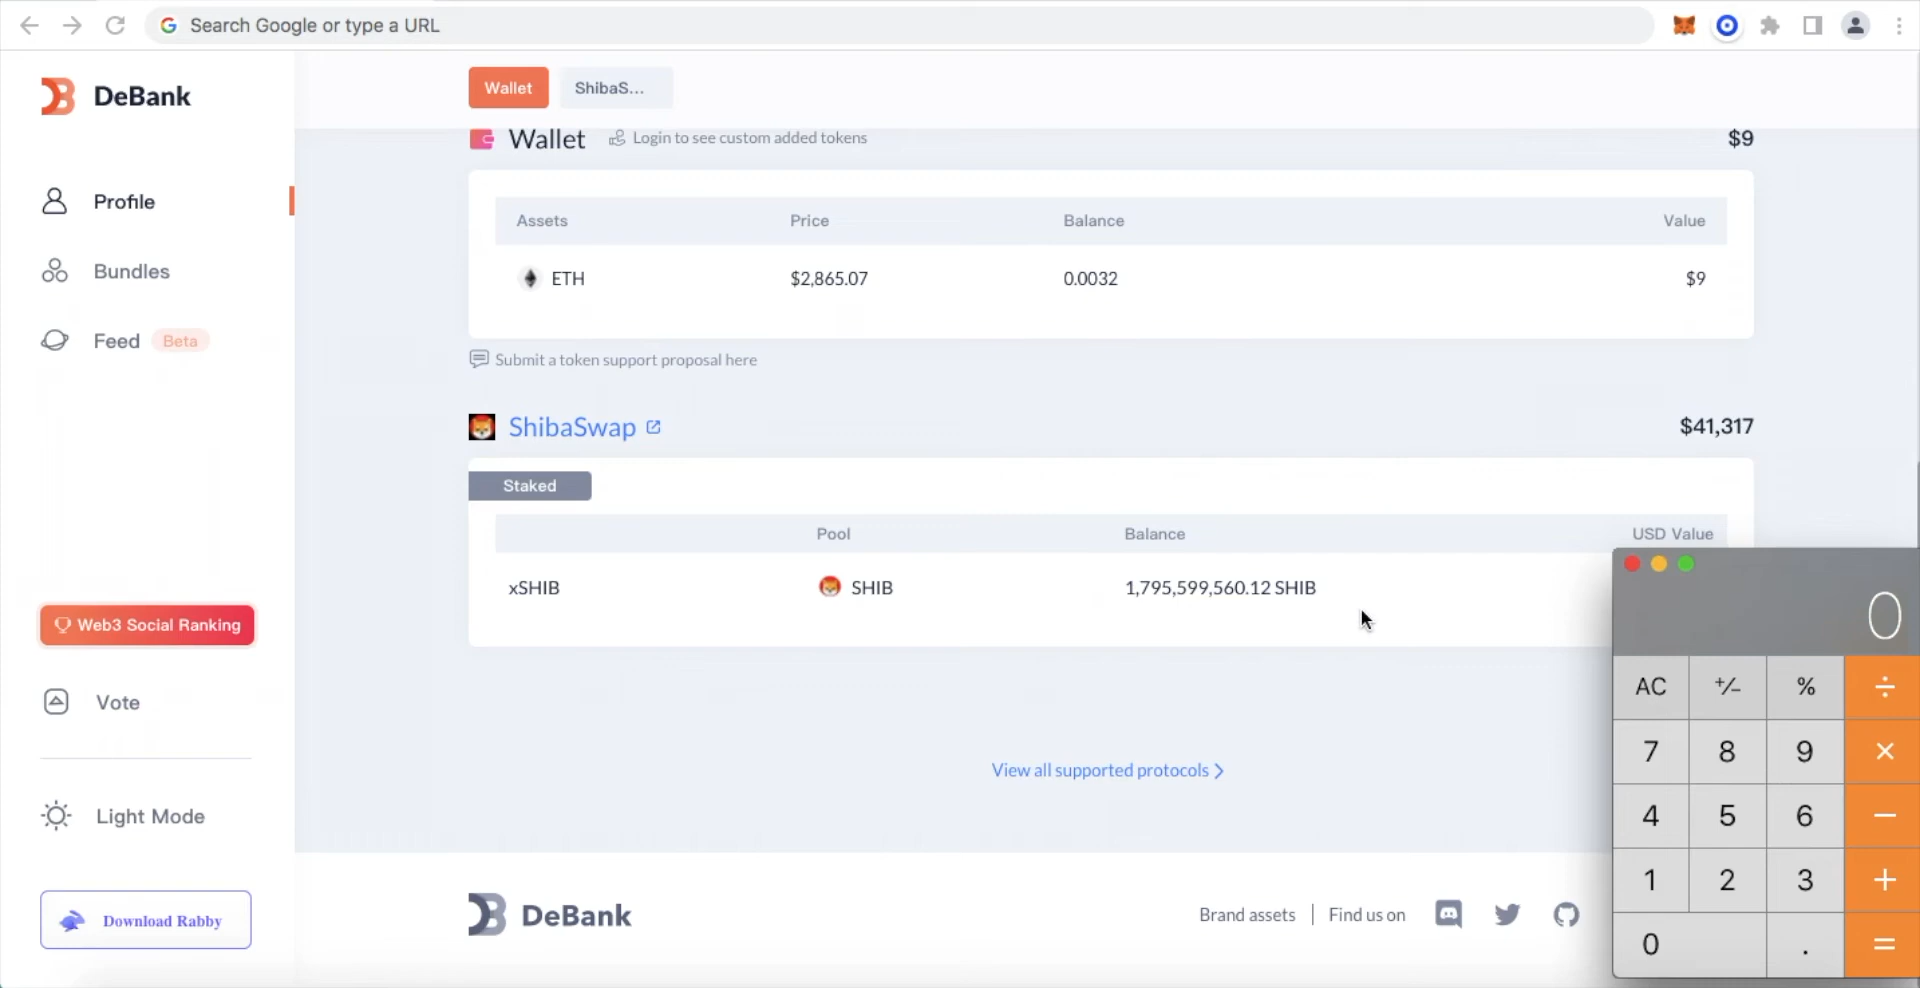 Search Google or type a URL
DeBank
Wallet
ShibaS...
Wallet
Login to see custom added tokens
$9
Profile
Bundles
Feed
Beta
Assets
Price
Balance
Value
ETH
$2,865.07
0.0032
$9
Submit a token support proposal here
ShibaSwap
$41,317
Staked
Pool
Balance
USD Value
xSHIB
SHIB
1,795,599,560.12 SHIB
Web3 Social Ranking
Vote
Light Mode
Download Rabby
View all supported protocols
DeBank
Brand assets
Find us on
0
AC
+/−
%
÷
7
8
9
×
4
5
6
−
1
2
3
+
0
.
=